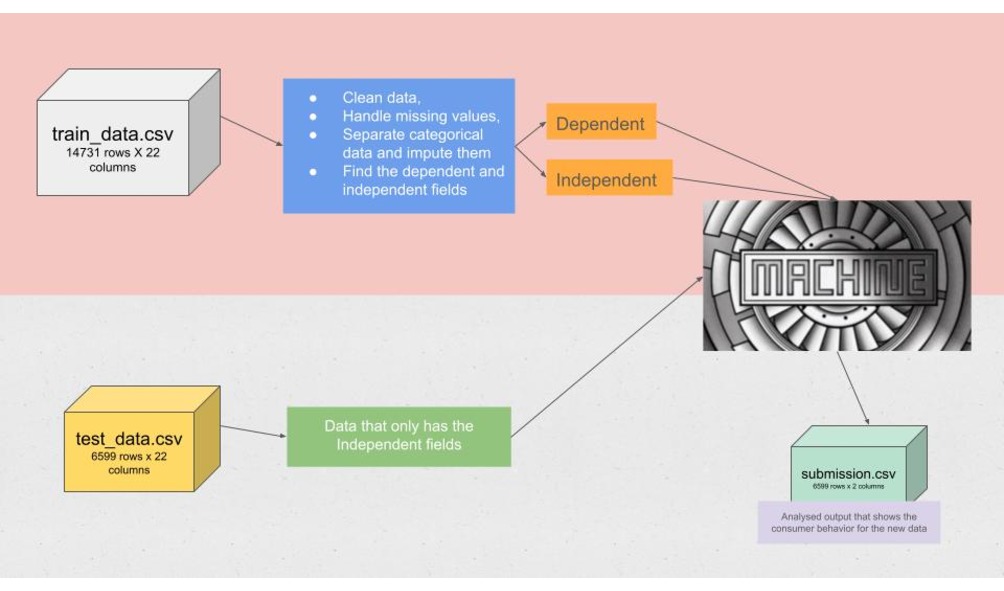 train_data.csv
14731 rows X 22
columns
● Clean data,
● Handle missing values,
● Separate categorical
data and impute them
● Find the dependent and
independent fields
Dependent
Independent
MACHINE
test_data.csv
6599 rows x 22
columns
Data that only has the
Independent fields
submission.csv
6599 rows x 2 columns
Analysed output that shows the
consumer behavior for the new data